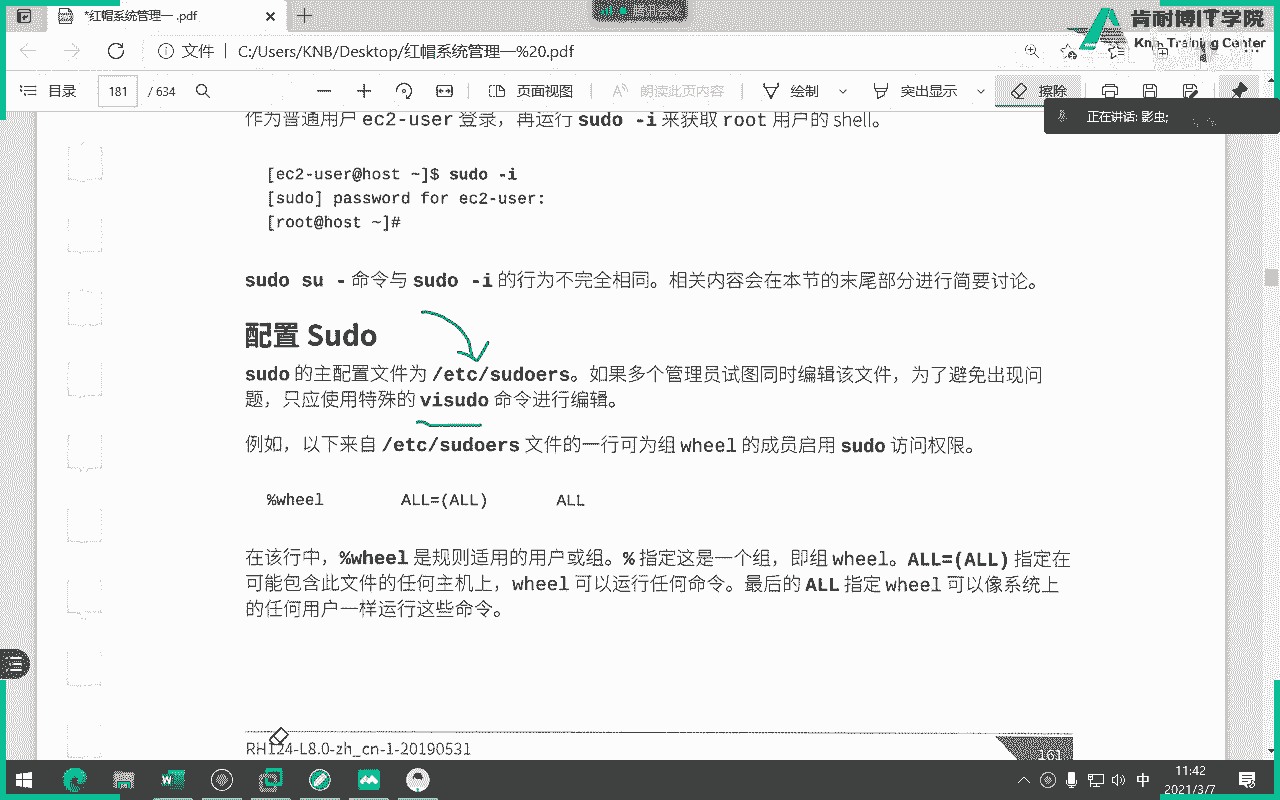 *红帽系统管理一 .pdf
肯耐博IT学院
文件 | C:/Users/KNB/Desktop/红帽系统管理一%20.pdf
Training Center
目录 181 / 634 页面视图 朗读此页内容 绘制 突出显示 擦除
正在讲话: 影虫;
作为普通用户 ec2-user 登录，再运行 sudo -i 来获取 root 用户的 shell。
[ec2-user@host ~]$ sudo -i
[sudo] password for ec2-user:
[root@host ~]#
sudo su - 命令与 sudo -i 的行为不完全相同。相关内容会在本节的末尾部分进行简要讨论。
配置 Sudo
sudo 的主配置文件为 /etc/sudoers。如果多个管理员试图同时编辑该文件，为了避免出现问
题，只应使用特殊的 visudo 命令进行编辑。
例如，以下来自 /etc/sudoers 文件的一行可为组 wheel 的成员启用 sudo 访问权限。
%wheel ALL=(ALL) ALL
在该行中，%wheel 是规则适用的用户或组。% 指定这是一个组，即组 wheel。ALL=(ALL) 指定在
可能包含此文件的任何主机上，wheel 可以运行任何命令。最后的 ALL 指定 wheel 可以像系统上
的任何用户一样运行这些命令。
RH124-L8.0-zh_cn-1-20190531
161
中
11:42
2021/3/7